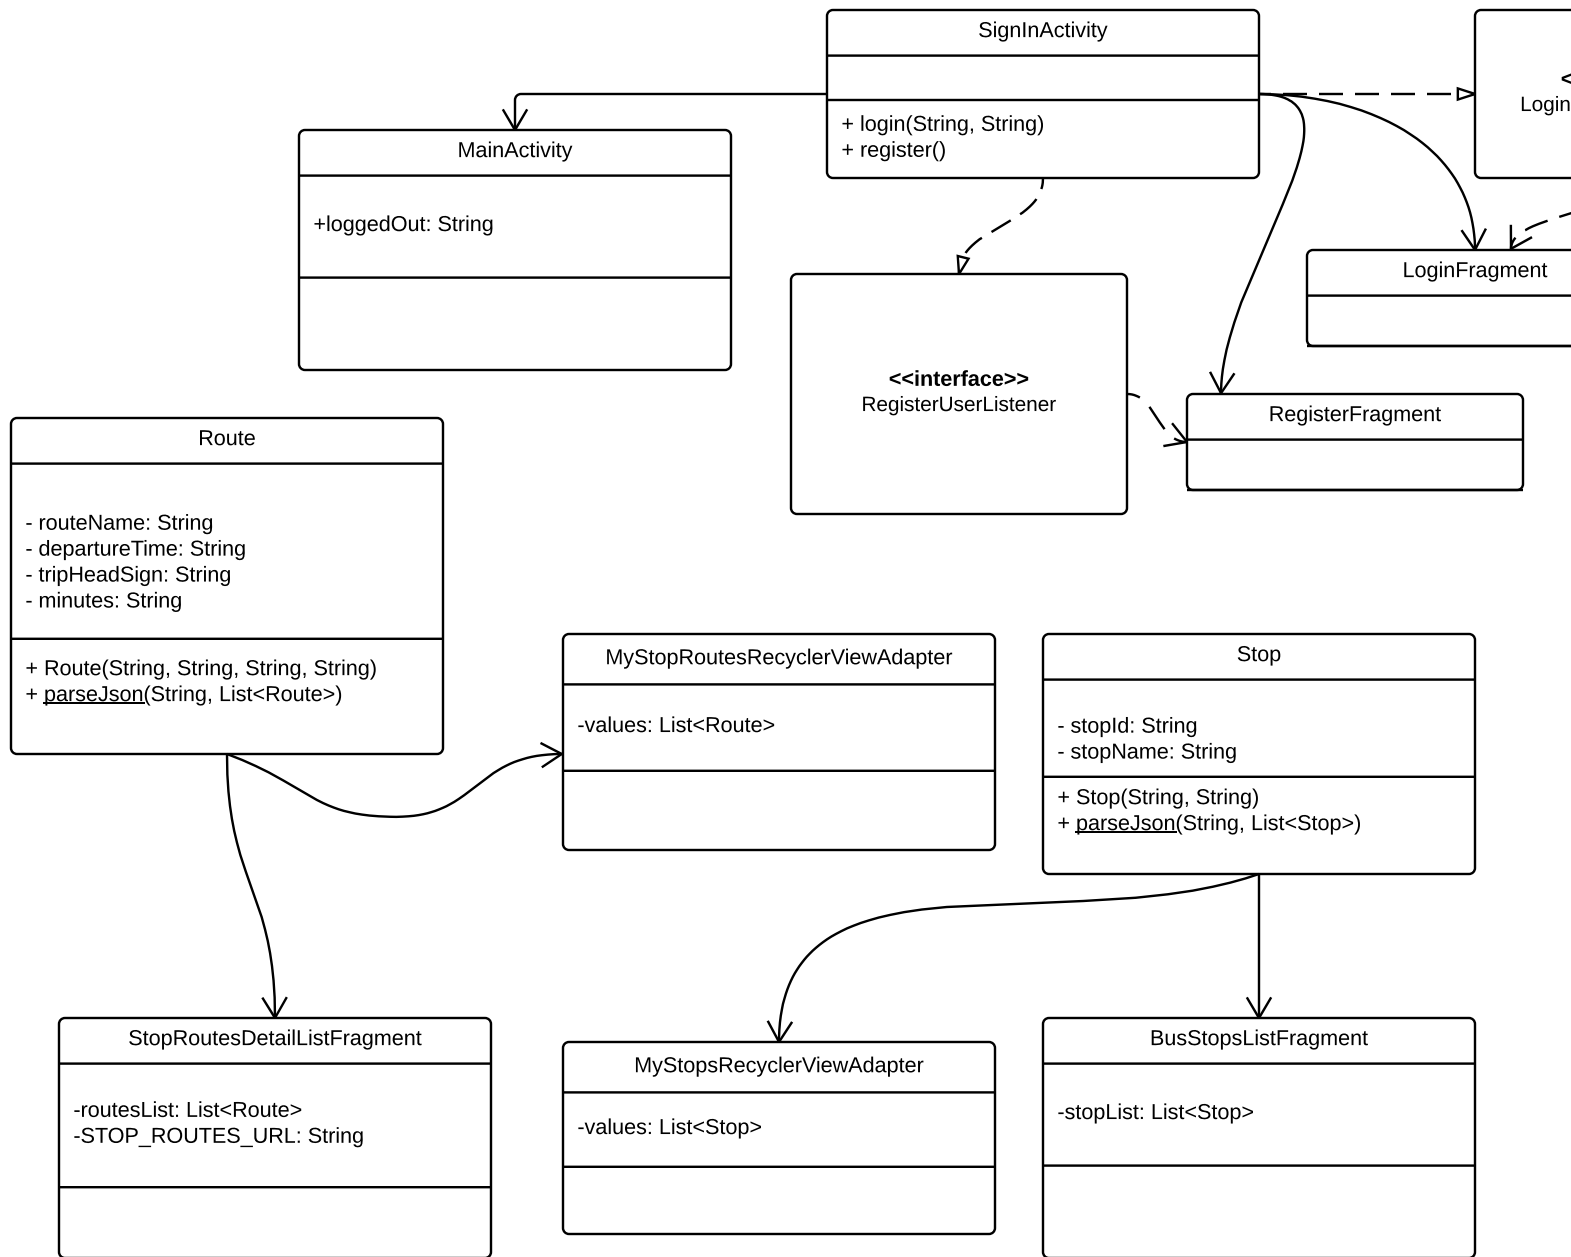 SignInActivity
+ login(String, String)
+ register()
<
Login
MainActivity
+loggedOut: String
LoginFragment
<<interface>>
RegisterUserListener
RegisterFragment
Route
- routeName: String
- departureTime: String
- tripHeadSign: String
- minutes: String
+ Route(String, String, String, String)
+ parseJson(String, List<Route>)
MyStopRoutesRecyclerViewAdapter
-values: List<Route>
Stop
- stopId: String
- stopName: String
+ Stop(String, String)
+ parseJson(String, List<Stop>)
StopRoutesDetailListFragment
-routesList: List<Route>
-STOP_ROUTES_URL: String
MyStopsRecyclerViewAdapter
-values: List<Stop>
BusStopsListFragment
-stopList: List<Stop>